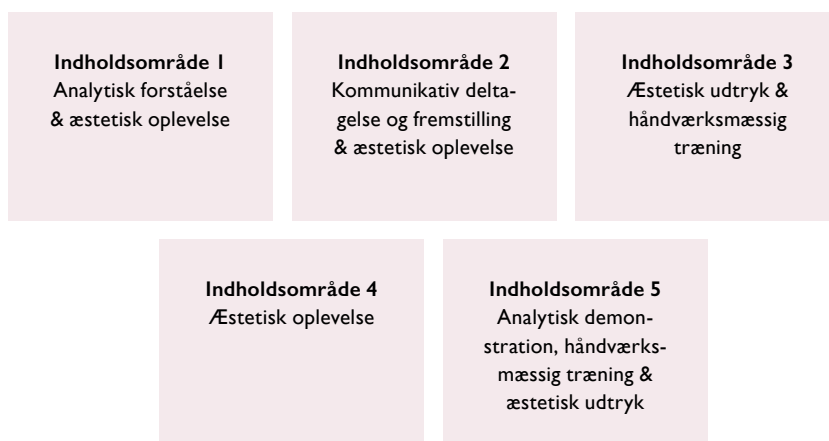 Indholdsområde 1
Analytisk forståelse
& æstetisk oplevelse
Indholdsområde 2
Kommunikativ delta-
gelse og fremstilling
& æstetisk oplevelse
Indholdsområde 3
Æstetisk udtryk &
håndværksmæssig
træning
Indholdsområde 4
Æstetisk oplevelse
Indholdsområde 5
Analytisk demon-
stration, håndværks-
mæssig træning &
æstetisk udtryk